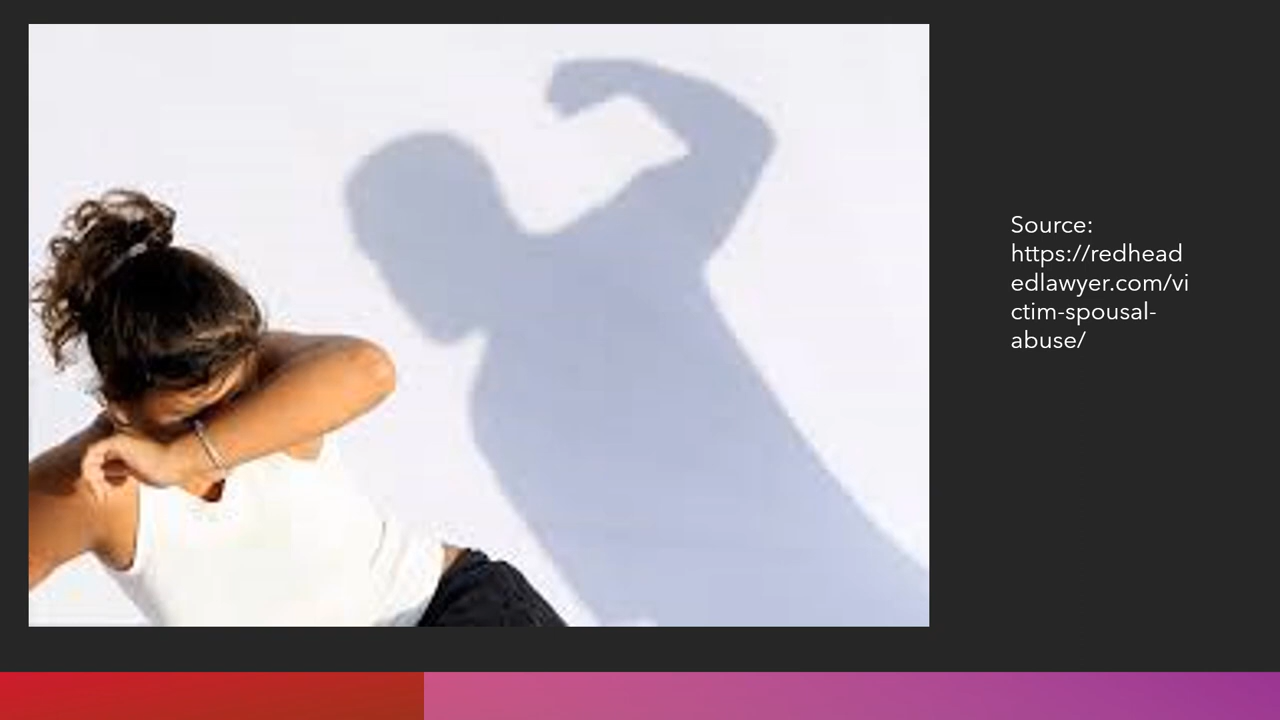 Source:
https://redhead
edlawyer.com/vi
ctim-spousal-
abuse/